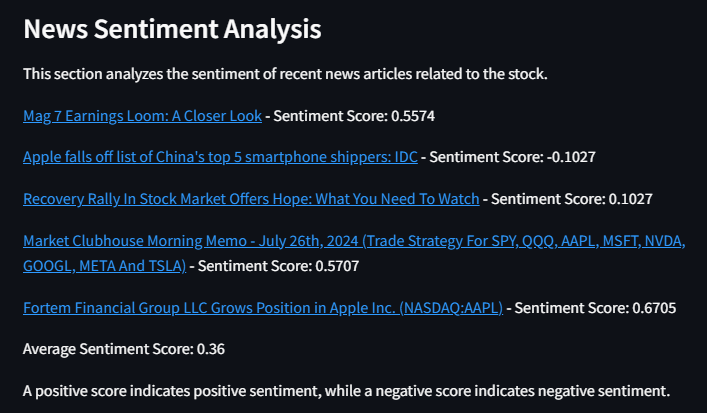 News Sentiment Analysis
This section analyzes the sentiment of recent news articles related to the stock.
Mag 7 Earnings Loom: A Closer Look - Sentiment Score: 0.5574
Apple falls off list of China's top 5 smartphone shippers: IDC - Sentiment Score: -0.1027
Recovery Rally In Stock Market Offers Hope: What You Need To Watch - Sentiment Score: 0.1027
Market Clubhouse Morning Memo - July 26th, 2024 (Trade Strategy For SPY, QQQ, AAPL, MSFT, NVDA,
GOOGL, META And TSLA) - Sentiment Score: 0.5707
Fortem Financial Group LLC Grows Position in Apple Inc. (NASDAQ:AAPL) - Sentiment Score: 0.6705
Average Sentiment Score: 0.36
A positive score indicates positive sentiment, while a negative score indicates negative sentiment.